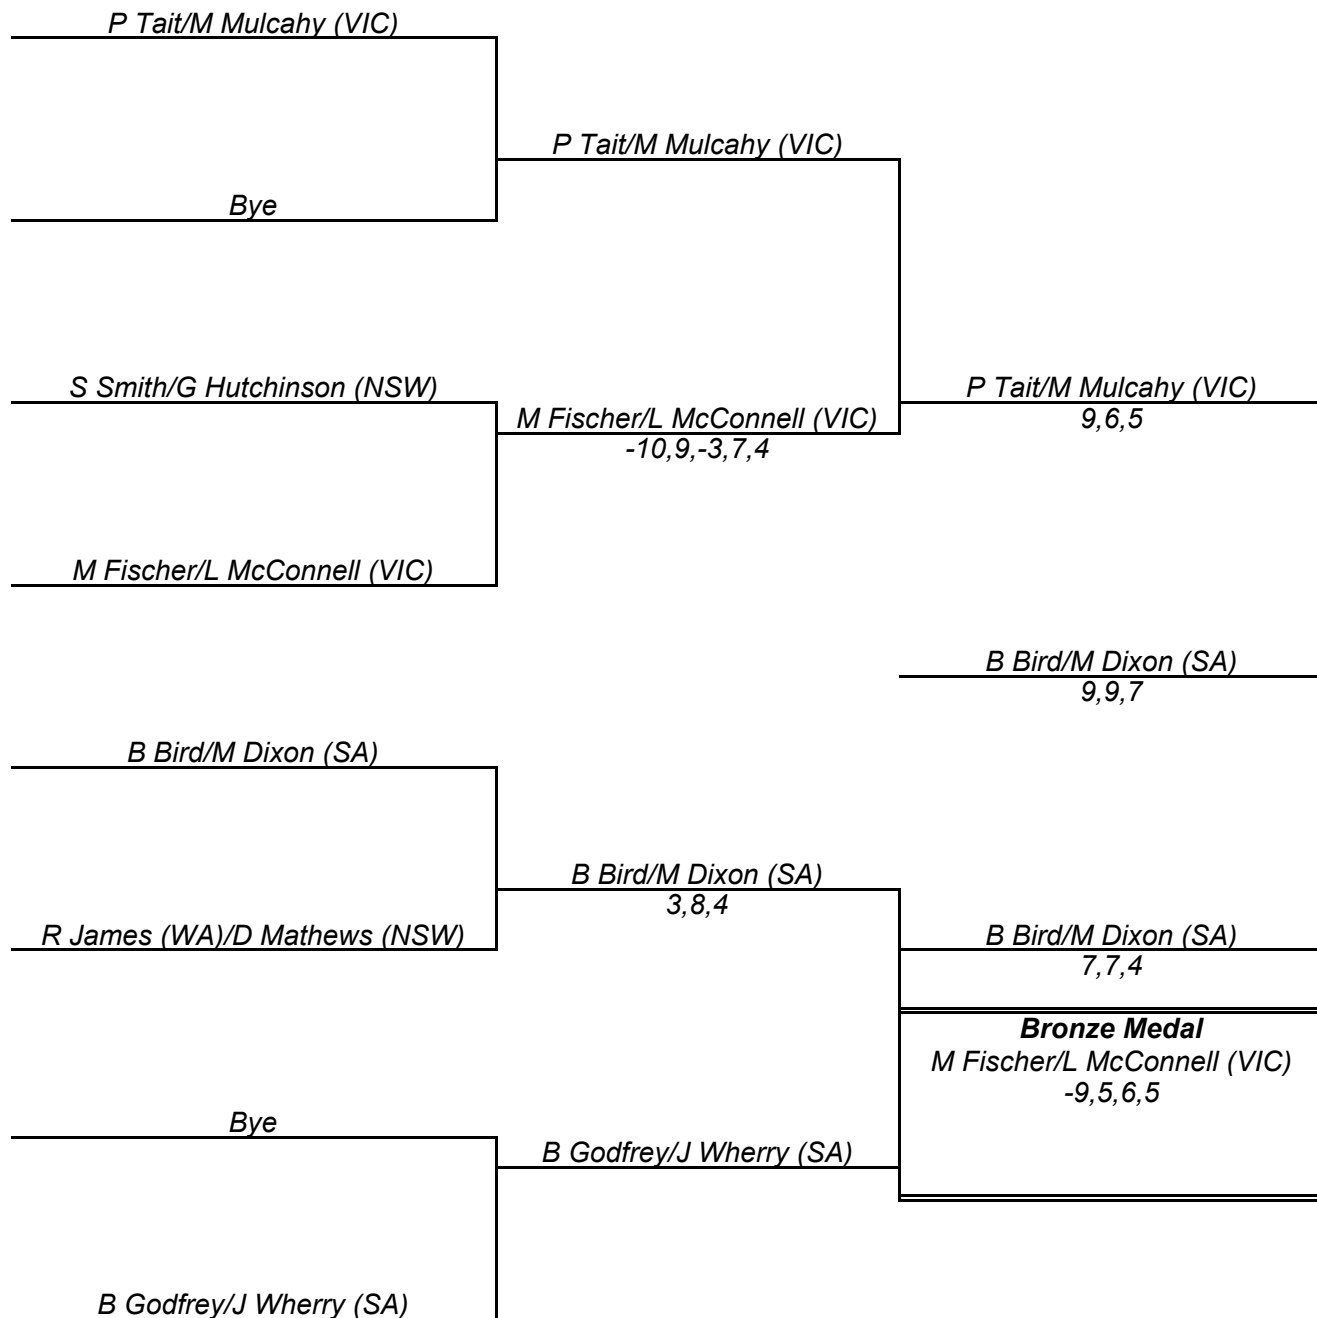 P Tait/M Mulcahy (VIC)
P Tait/M Mulcahy (VIC)
Bye
S Smith/G Hutchinson (NSW)
P Tait/M Mulcahy (VIC)
9,6,5
M Fischer/L McConnell (VIC)
-10,9,-3,7,4
M Fischer/L McConnell (VIC)
B Bird/M Dixon (SA)
9,9,7
B Bird/M Dixon (SA)
B Bird/M Dixon (SA)
3,8,4
R James (WA)/D Mathews (NSW)
B Bird/M Dixon (SA)
7,7,4
Bronze Medal
M Fischer/L McConnell (VIC)
-9,5,6,5
Bye
B Godfrey/J Wherry (SA)
B Godfrey/J Wherry (SA)